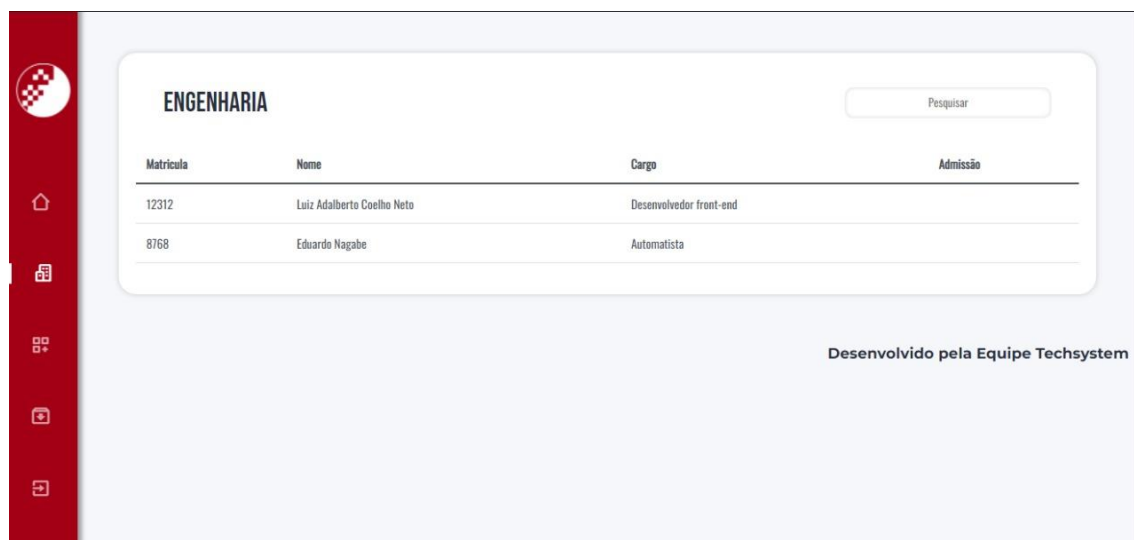 ENGENHARIA
Pesquisar
Matricula Nome Cargo Admissão
12312 Luiz Adalberto Coelho Neto Desenvolvedor front-end
8768 Eduardo Nagabe Automatista
Desenvolvido pela Equipe Techsystem